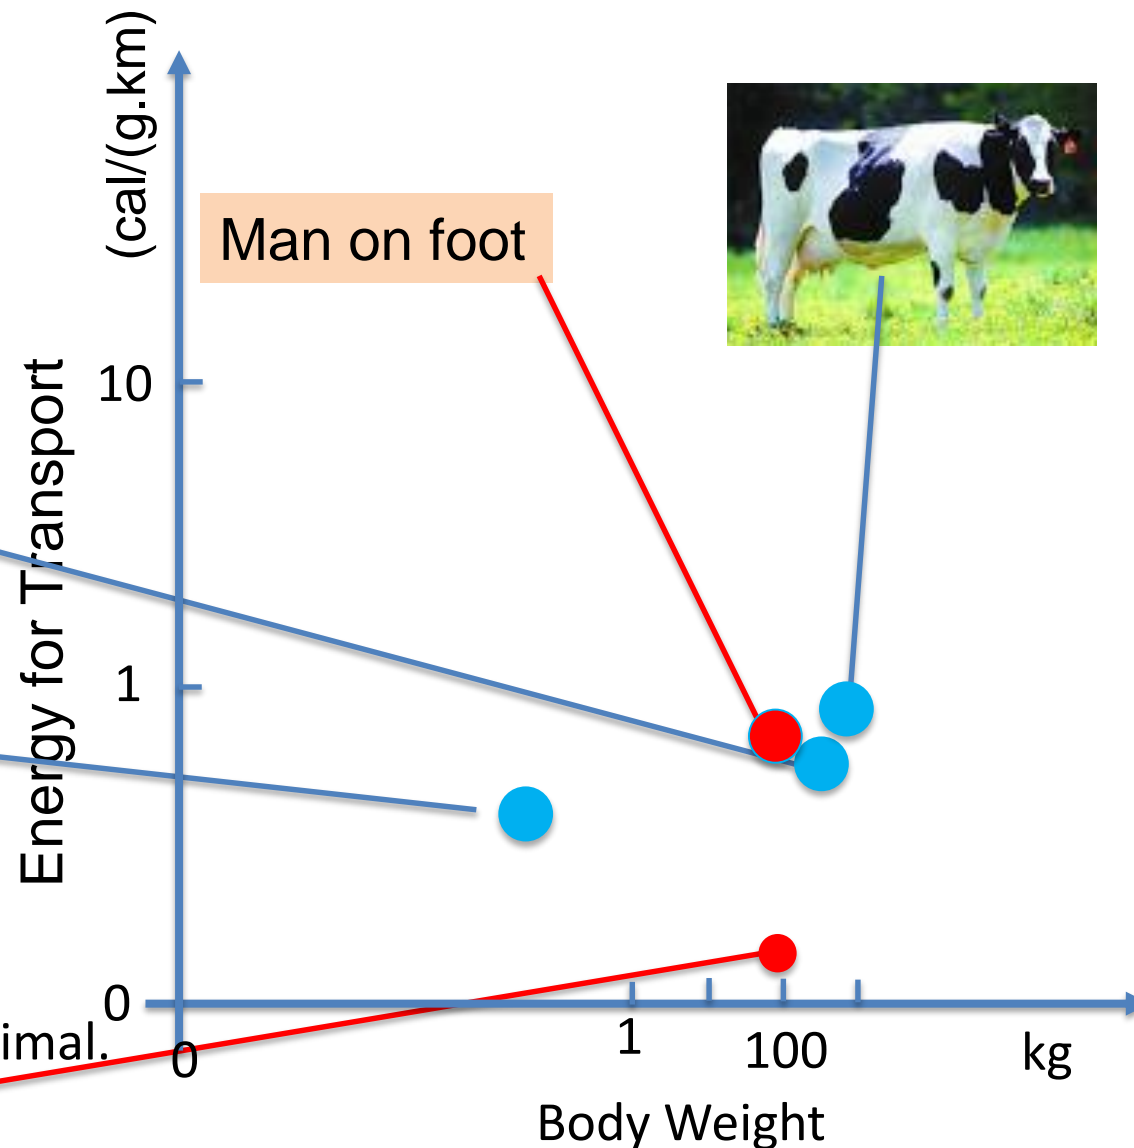 (cal/(g.km)
Energy for Transport
Man on foot
10
1
0
imal.
0
1
100
kg
Body Weight